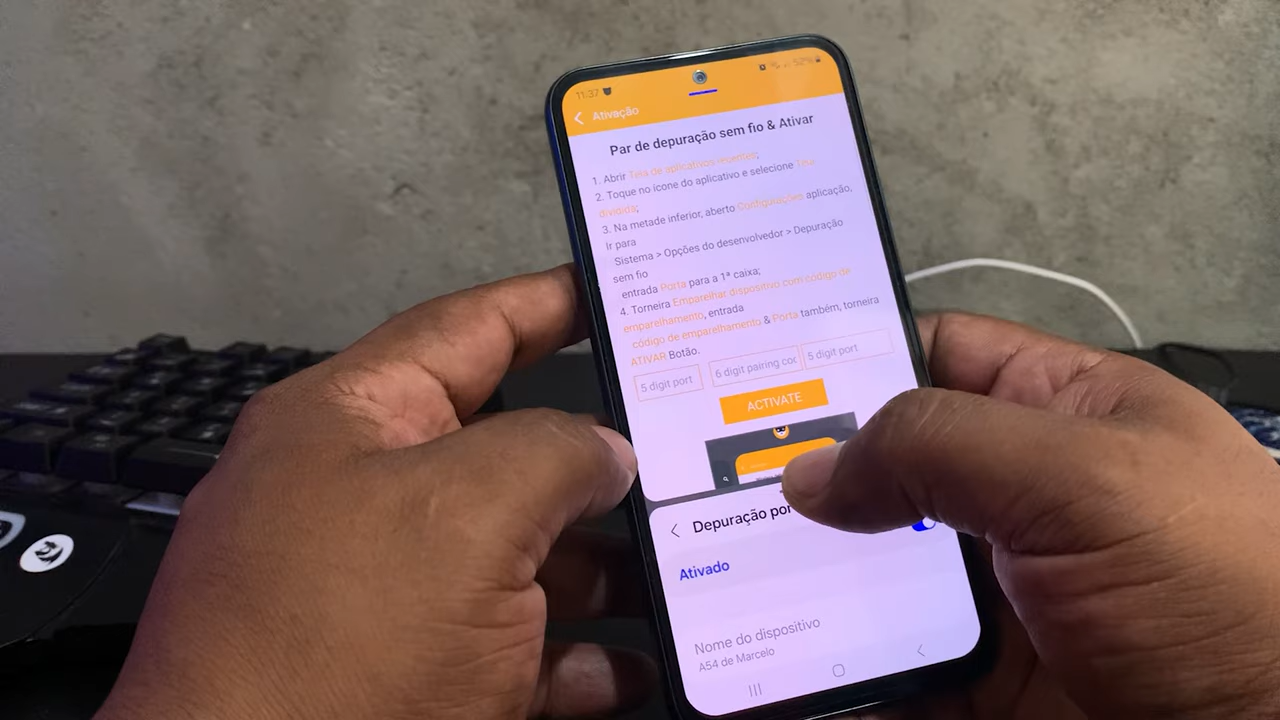 11:37
52%
Ativação
Par de depuração sem fio & Ativar
1. Abrir Tela de aplicativos recentes;
2. Toque no ícone do aplicativo e selecione Tela
dividida;
3. Na metade inferior, aberto Configurações aplicação,
Ir para
Sistema > Opções do desenvolvedor > Depuração
sem fio
entrada Porta para a 1ª caixa;
4. Torneira Emparelhar dispositivo com código de
emparelhamento, entrada
código de emparelhamento & Porta também, torneira
ATIVAR Botão.
5 digit port
6 digit pairing coc
5 digit port
ACTIVATE
Depuração por
Ativado
Nome do dispositivo
A54 de Marcelo